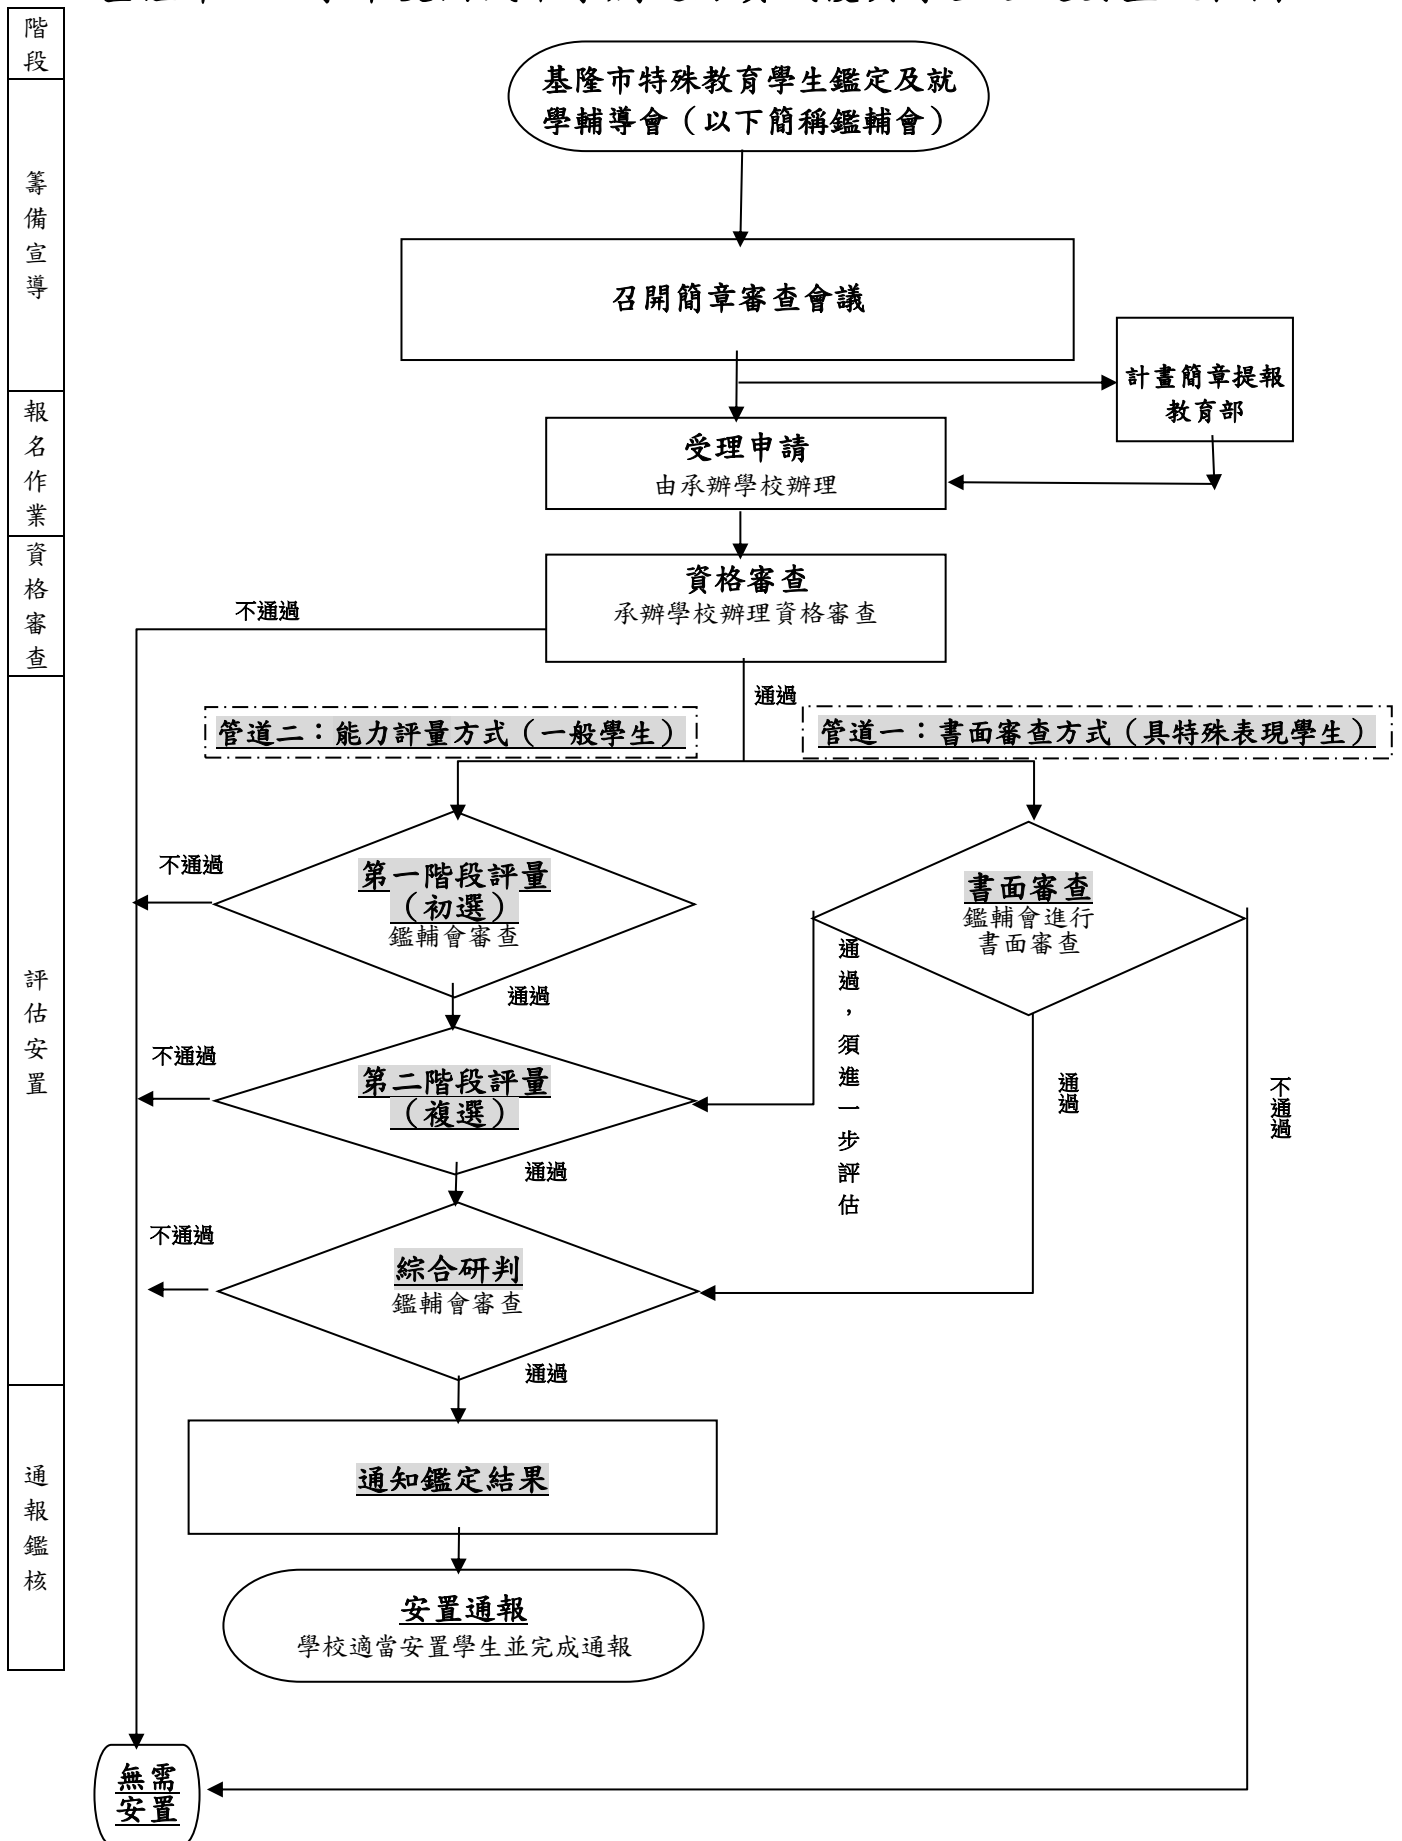 階
段
基隆市特殊教育學生鑑定及就
學輔導會（以下簡稱鑑輔會）
籌
備
宣
導
召開簡章審查會議
計畫簡章提報
教育部
報
名
作
業
受理申請
由承辦學校辦理
資
格
審
查
資格審查
承辦學校辦理資格審查
不通過
通過
管道二：能力評量方式（一般學生）
管道一：書面審查方式（具特殊表現學生）
評
估
安
置
不通過
第一階段評量
（初選）
鑑輔會審查
通過
書面審查
鑑輔會進行
書面審查
通過，須進一步評估
通過
不通過
不通過
第二階段評量
（複選）
通過
不通過
綜合研判
鑑輔會審查
通過
通
報
鑑
核
通知鑑定結果
安置通報
學校適當安置學生並完成通報
無需
安置